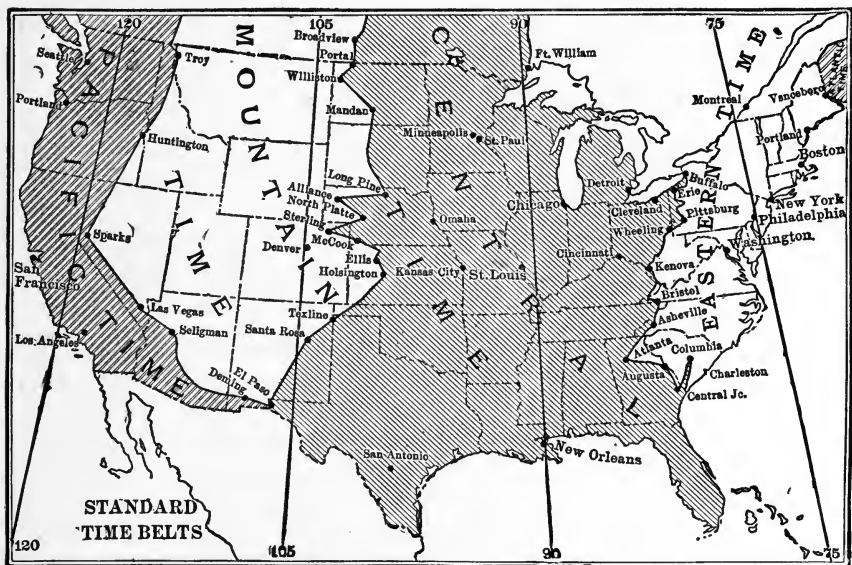 120
105
90
75
Broadview
Portal
Williston
Mandan
Ft. William
Seattle
Troy
Portland
Montreal
Vanceboro
ATLANTIC
TIME
Minneapolis
St. Paul
Portland
Huntington
Boston
Long Pine
Alliance
North Platte
Sterling
Detroit
Buffalo
Erie
Chicago
Cleveland
New York
Pittsburg
Philadelphia
Omaha
Wheeling
Washington
Sparks
McCook
Denver
Ellis
Cincinnati
Hoisington
Kansas City
St. Louis
Kenova
San
Francisco
Las Vegas
Texline
Bristol
Seligman
Santa Rosa
Asheville
Los Angeles
Atlanta
Columbia
El Paso
Deming
Augusta
Charleston
Central Jc.
San Antonio
New Orleans
PACIFIC TIME
MOUNTAIN
TIME
CENTRAL
TIME
EASTERN TIME
STANDARD
TIME BELTS
120
105
90
75